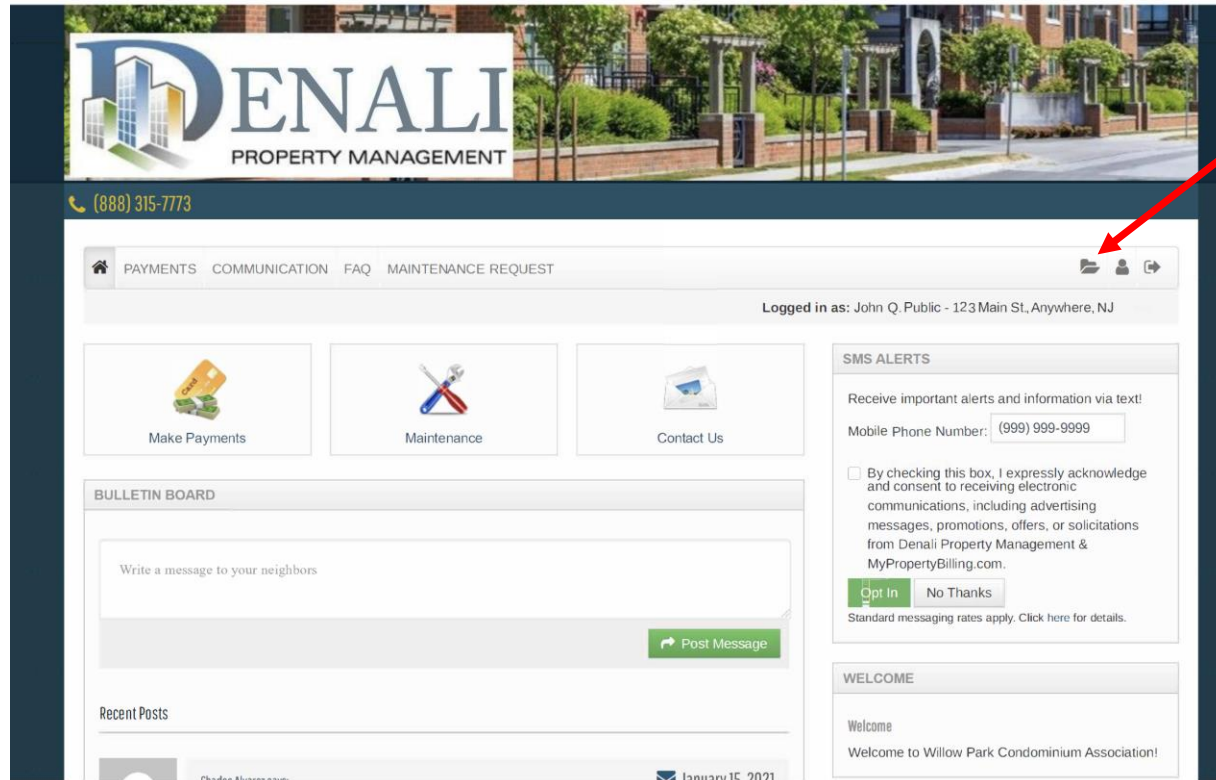 DENALI
PROPERTY MANAGEMENT
(888) 315-7773
PAYMENTS COMMUNICATION FAQ MAINTENANCE REQUEST
Logged in as: John Q. Public - 123 Main St., Anywhere, NJ
Card
Make Payments
Maintenance
Contact Us
BULLETIN BOARD
Write a message to your neighbors
Post Message
Recent Posts
January 15, 2021
SMS ALERTS
Receive important alerts and information via text!
Mobile Phone Number: (999) 999-9999
By checking this box, I expressly acknowledge
and consent to receiving electronic
communications, including advertising
messages, promotions, offers, or solicitations
from Denali Property Management &
MyPropertyBilling.com.
Opt In No Thanks
Standard messaging rates apply. Click here for details.
WELCOME
Welcome
Welcome to Willow Park Condominium Association!